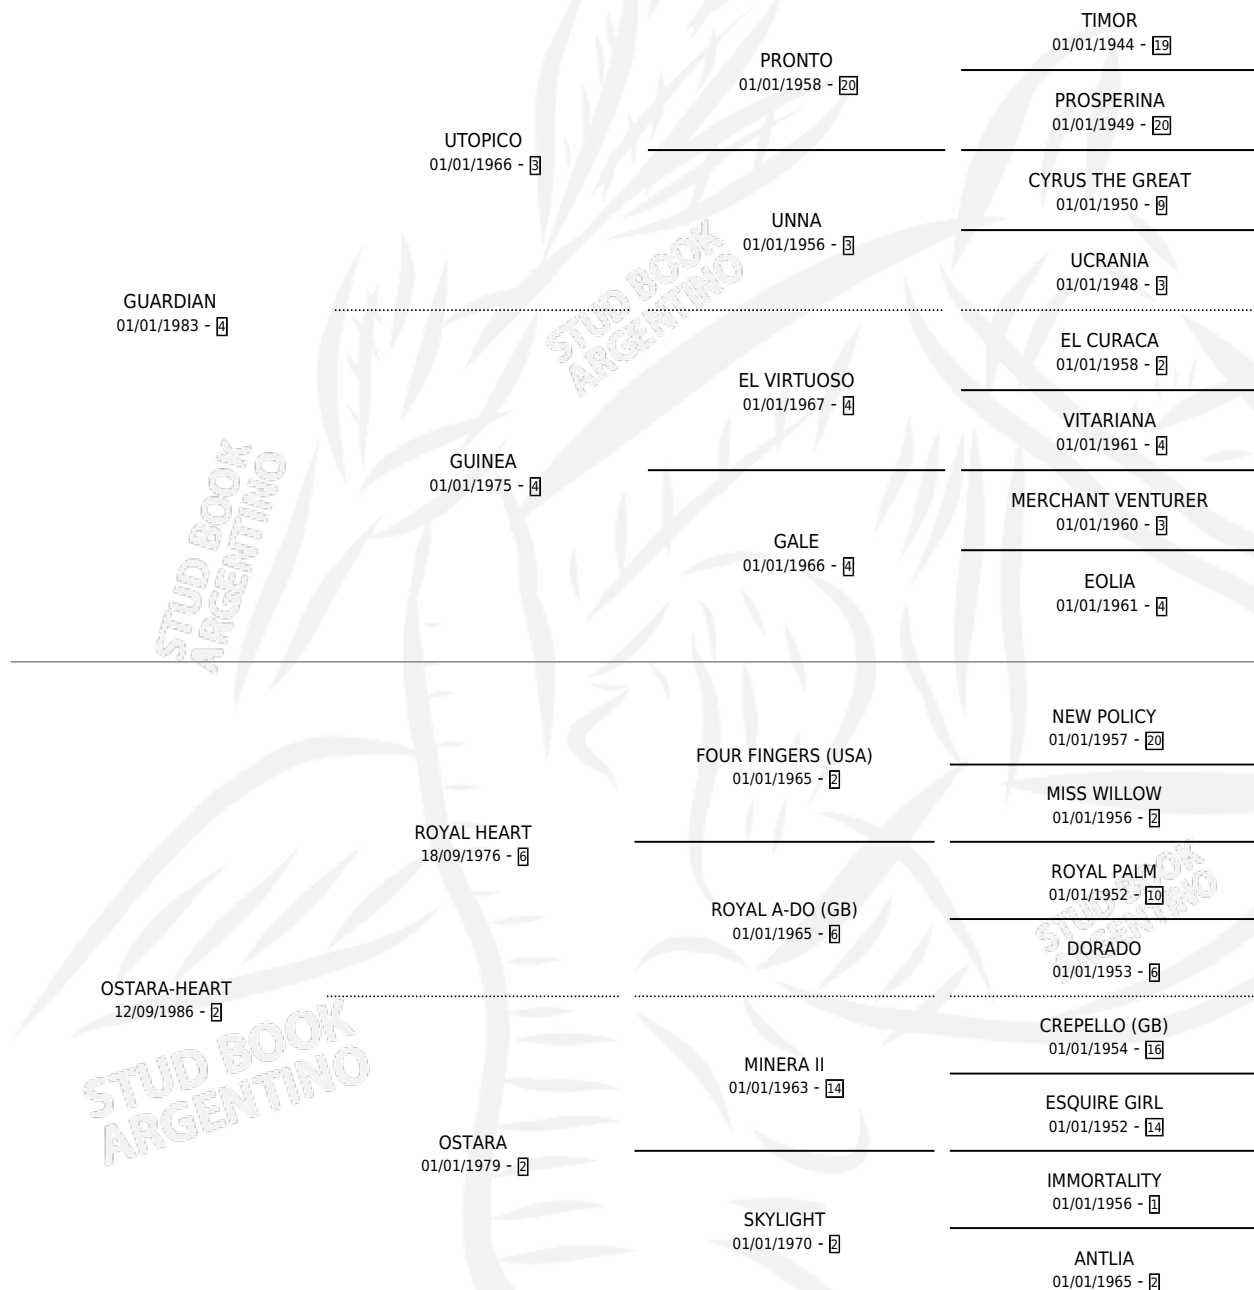 TIMOR
01/01/1944 - 19
PRONTO
01/01/1958 - 20
PROSPERINA
01/01/1949 - 20
UTOPICO
01/01/1966 - 3
CYRUS THE GREAT
01/01/1950 - 9
UNNA
01/01/1956 - 3
UCRANIA
01/01/1948 - 3
GUARDIAN
01/01/1983 - 4
EL CURACA
01/01/1958 - 2
EL VIRTUOSO
01/01/1967 - 4
VITARIANA
01/01/1961 - 4
GUINEA
01/01/1975 - 4
MERCHANT VENTURER
01/01/1960 - 3
GALE
01/01/1966 - 4
EOLIA
01/01/1961 - 4
STUD BOOK
ARGENTINO
STUD BOOK
ARGENTINO
NEW POLICY
01/01/1957 - 20
FOUR FINGERS (USA)
01/01/1965 - 2
MISS WILLOW
01/01/1956 - 2
ROYAL HEART
18/09/1976 - 6
ROYAL PALM
01/01/1952 - 10
ROYAL A-DO (GB)
01/01/1965 - 6
DORADO
01/01/1953 - 6
OSTARA-HEART
12/09/1986 - 2
CREPELLO (GB)
01/01/1954 - 16
MINERA II
01/01/1963 - 14
ESQUIRE GIRL
01/01/1952 - 14
OSTARA
01/01/1979 - 2
IMMORTALITY
01/01/1956 - 1
SKYLIGHT
01/01/1970 - 2
ANTLIA
01/01/1965 - 2
STUD BOOK
ARGENTINO
STUD BOOK
ARGENTINO